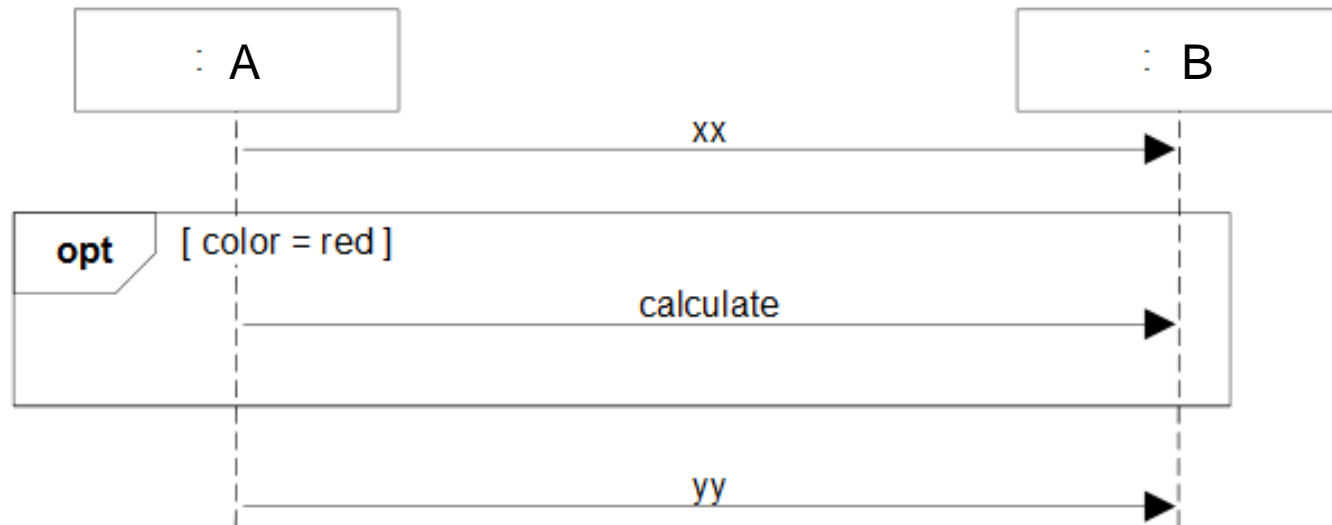 : A
: B
xx
opt [ color = red ]
calculate
yy